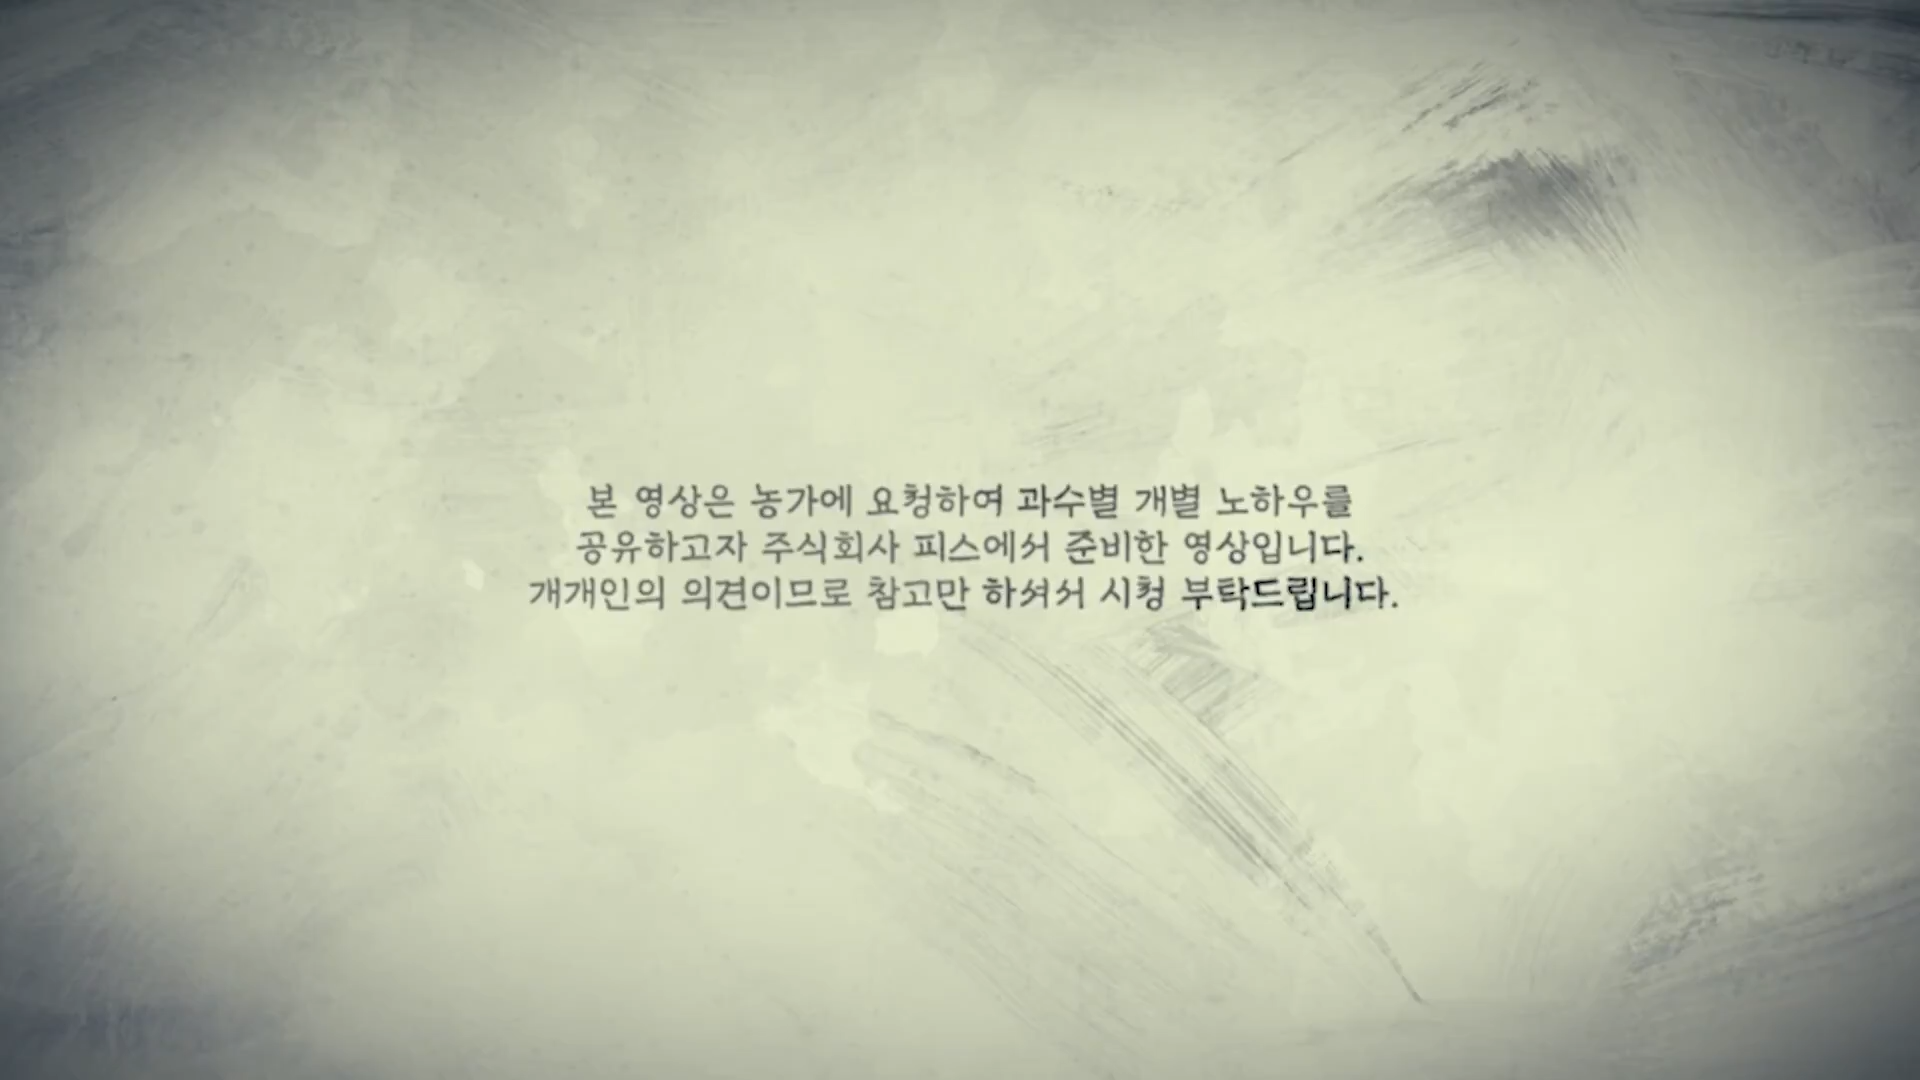 본 영상은 농가에 요청하여 과수별 개별 노하우를
공유하고자 주식회사 피스에서 준비한 영상입니다.
개개인의 의견이므로 참고만 하셔서 시청 부탁드립니다.